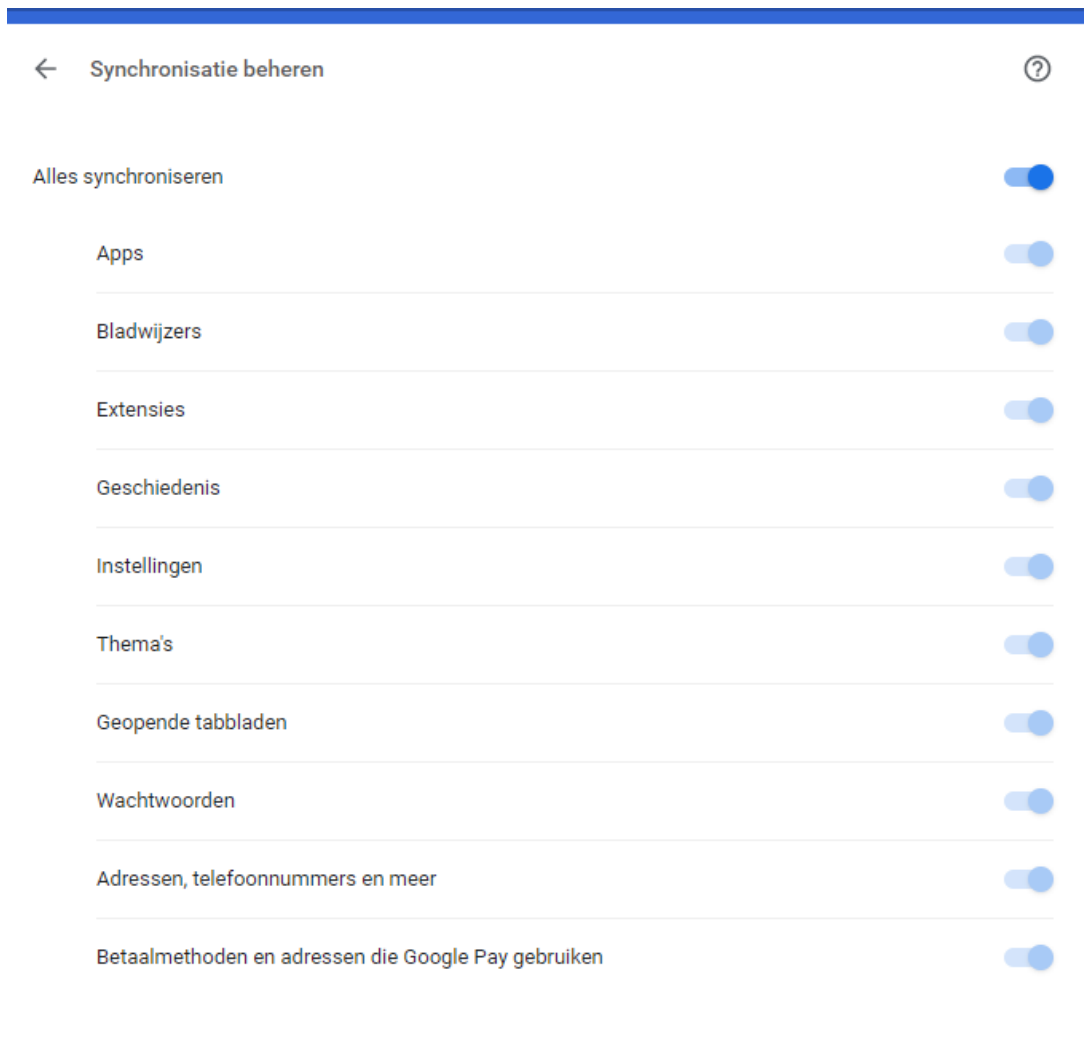 Synchronisatie beheren
Alles synchroniseren
Apps
Bladwijzers
Extensies
Geschiedenis
Instellingen
Thema's
Geopende tabbladen
Wachtwoorden
Adressen, telefoonnummers en meer
Betaalmethoden en adressen die Google Pay gebruiken